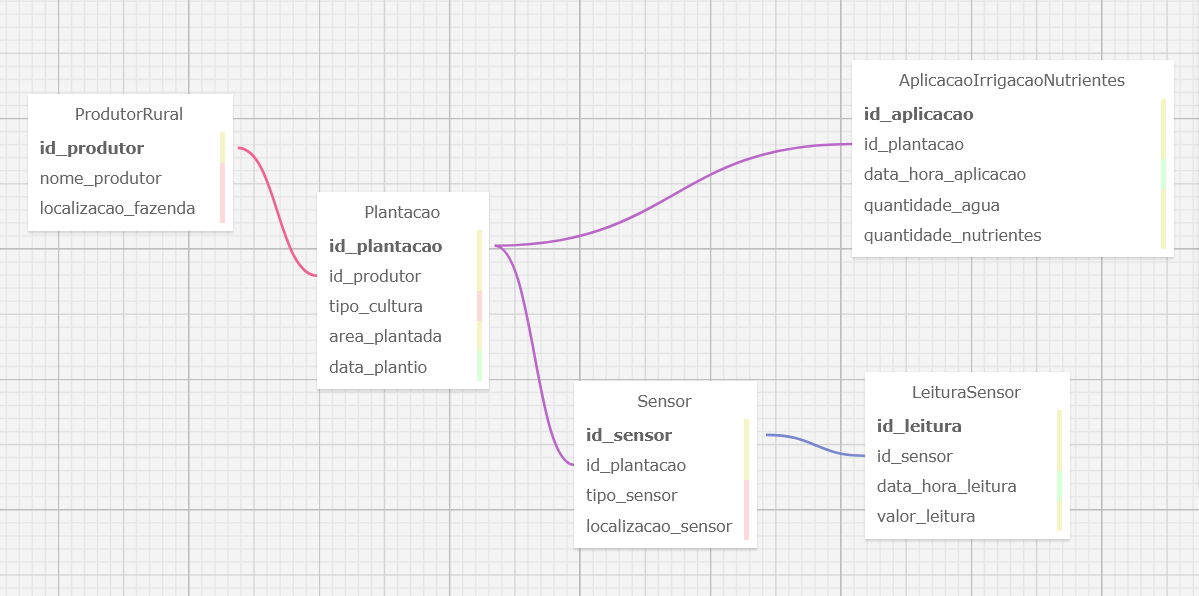 ProdutorRural
id_produtor
nome_produtor
localizacao_fazenda
Plantacao
id_plantacao
id_produtor
tipo_cultura
area_plantada
data_plantio
Sensor
id_sensor
id_plantacao
tipo_sensor
localizacao_sensor
AplicacaoIrrigacaoNutrientes
id_aplicacao
id_plantacao
data_hora_aplicacao
quantidade_agua
quantidade_nutrientes
LeituraSensor
id_leitura
id_sensor
data_hora_leitura
valor_leitura